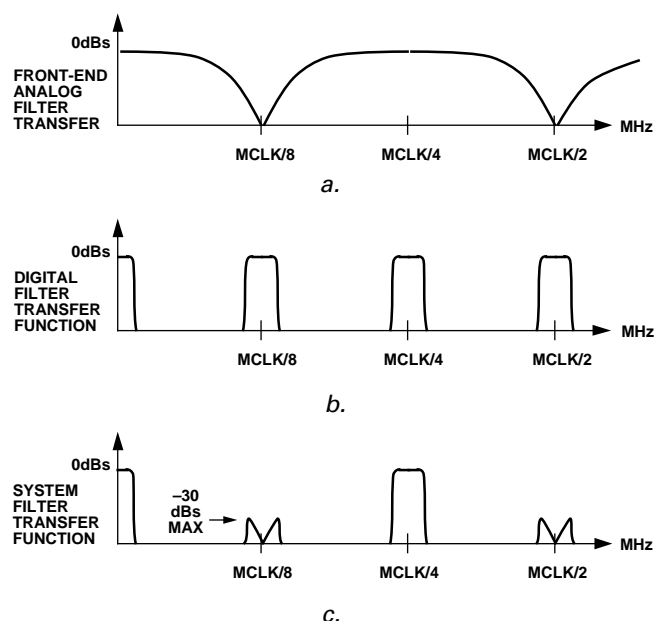 0dBs
FRONT-END
ANALOG
FILTER
TRANSFER
MHz
MCLK/8 MCLK/4 MCLK/2
a.
0dBs
DIGITAL
FILTER
TRANSFER
FUNCTION
MHz
MCLK/8 MCLK/4 MCLK/2
b.
0dBs
SYSTEM
FILTER
TRANSFER
FUNCTION
–30
dBs
MAX
MHz
MCLK/8 MCLK/4 MCLK/2
c.